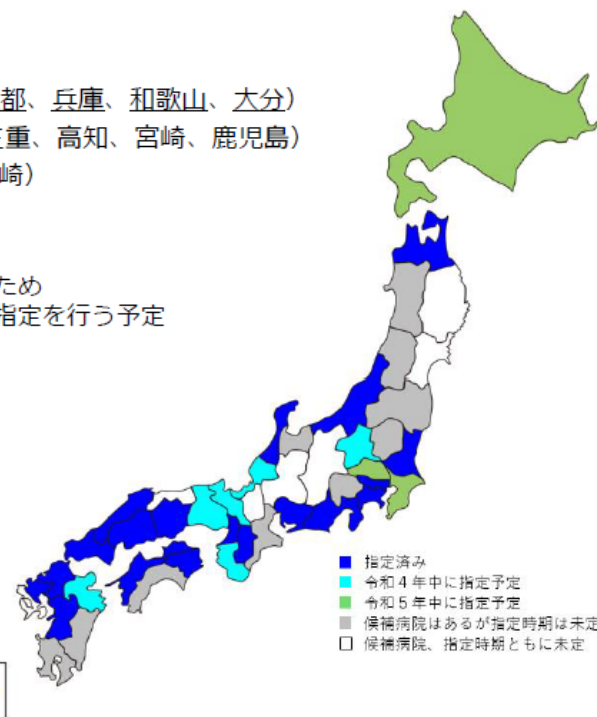 都、兵庫、和歌山、大分）
重、高知、宮崎、鹿児島）
崎）
ため
指定を行う予定
指定済み
令和４年中に指定予定
令和５年中に指定予定
候補病院はあるが指定時期は未定
候補病院、指定時期ともに未定